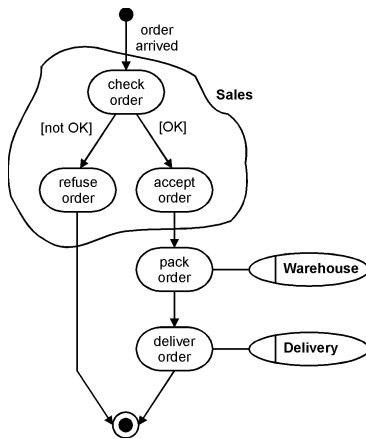 order
arrived
check
order
Sales
[not OK]
[OK]
refuse
order
accept
order
pack
order
Warehouse
deliver
order
Delivery